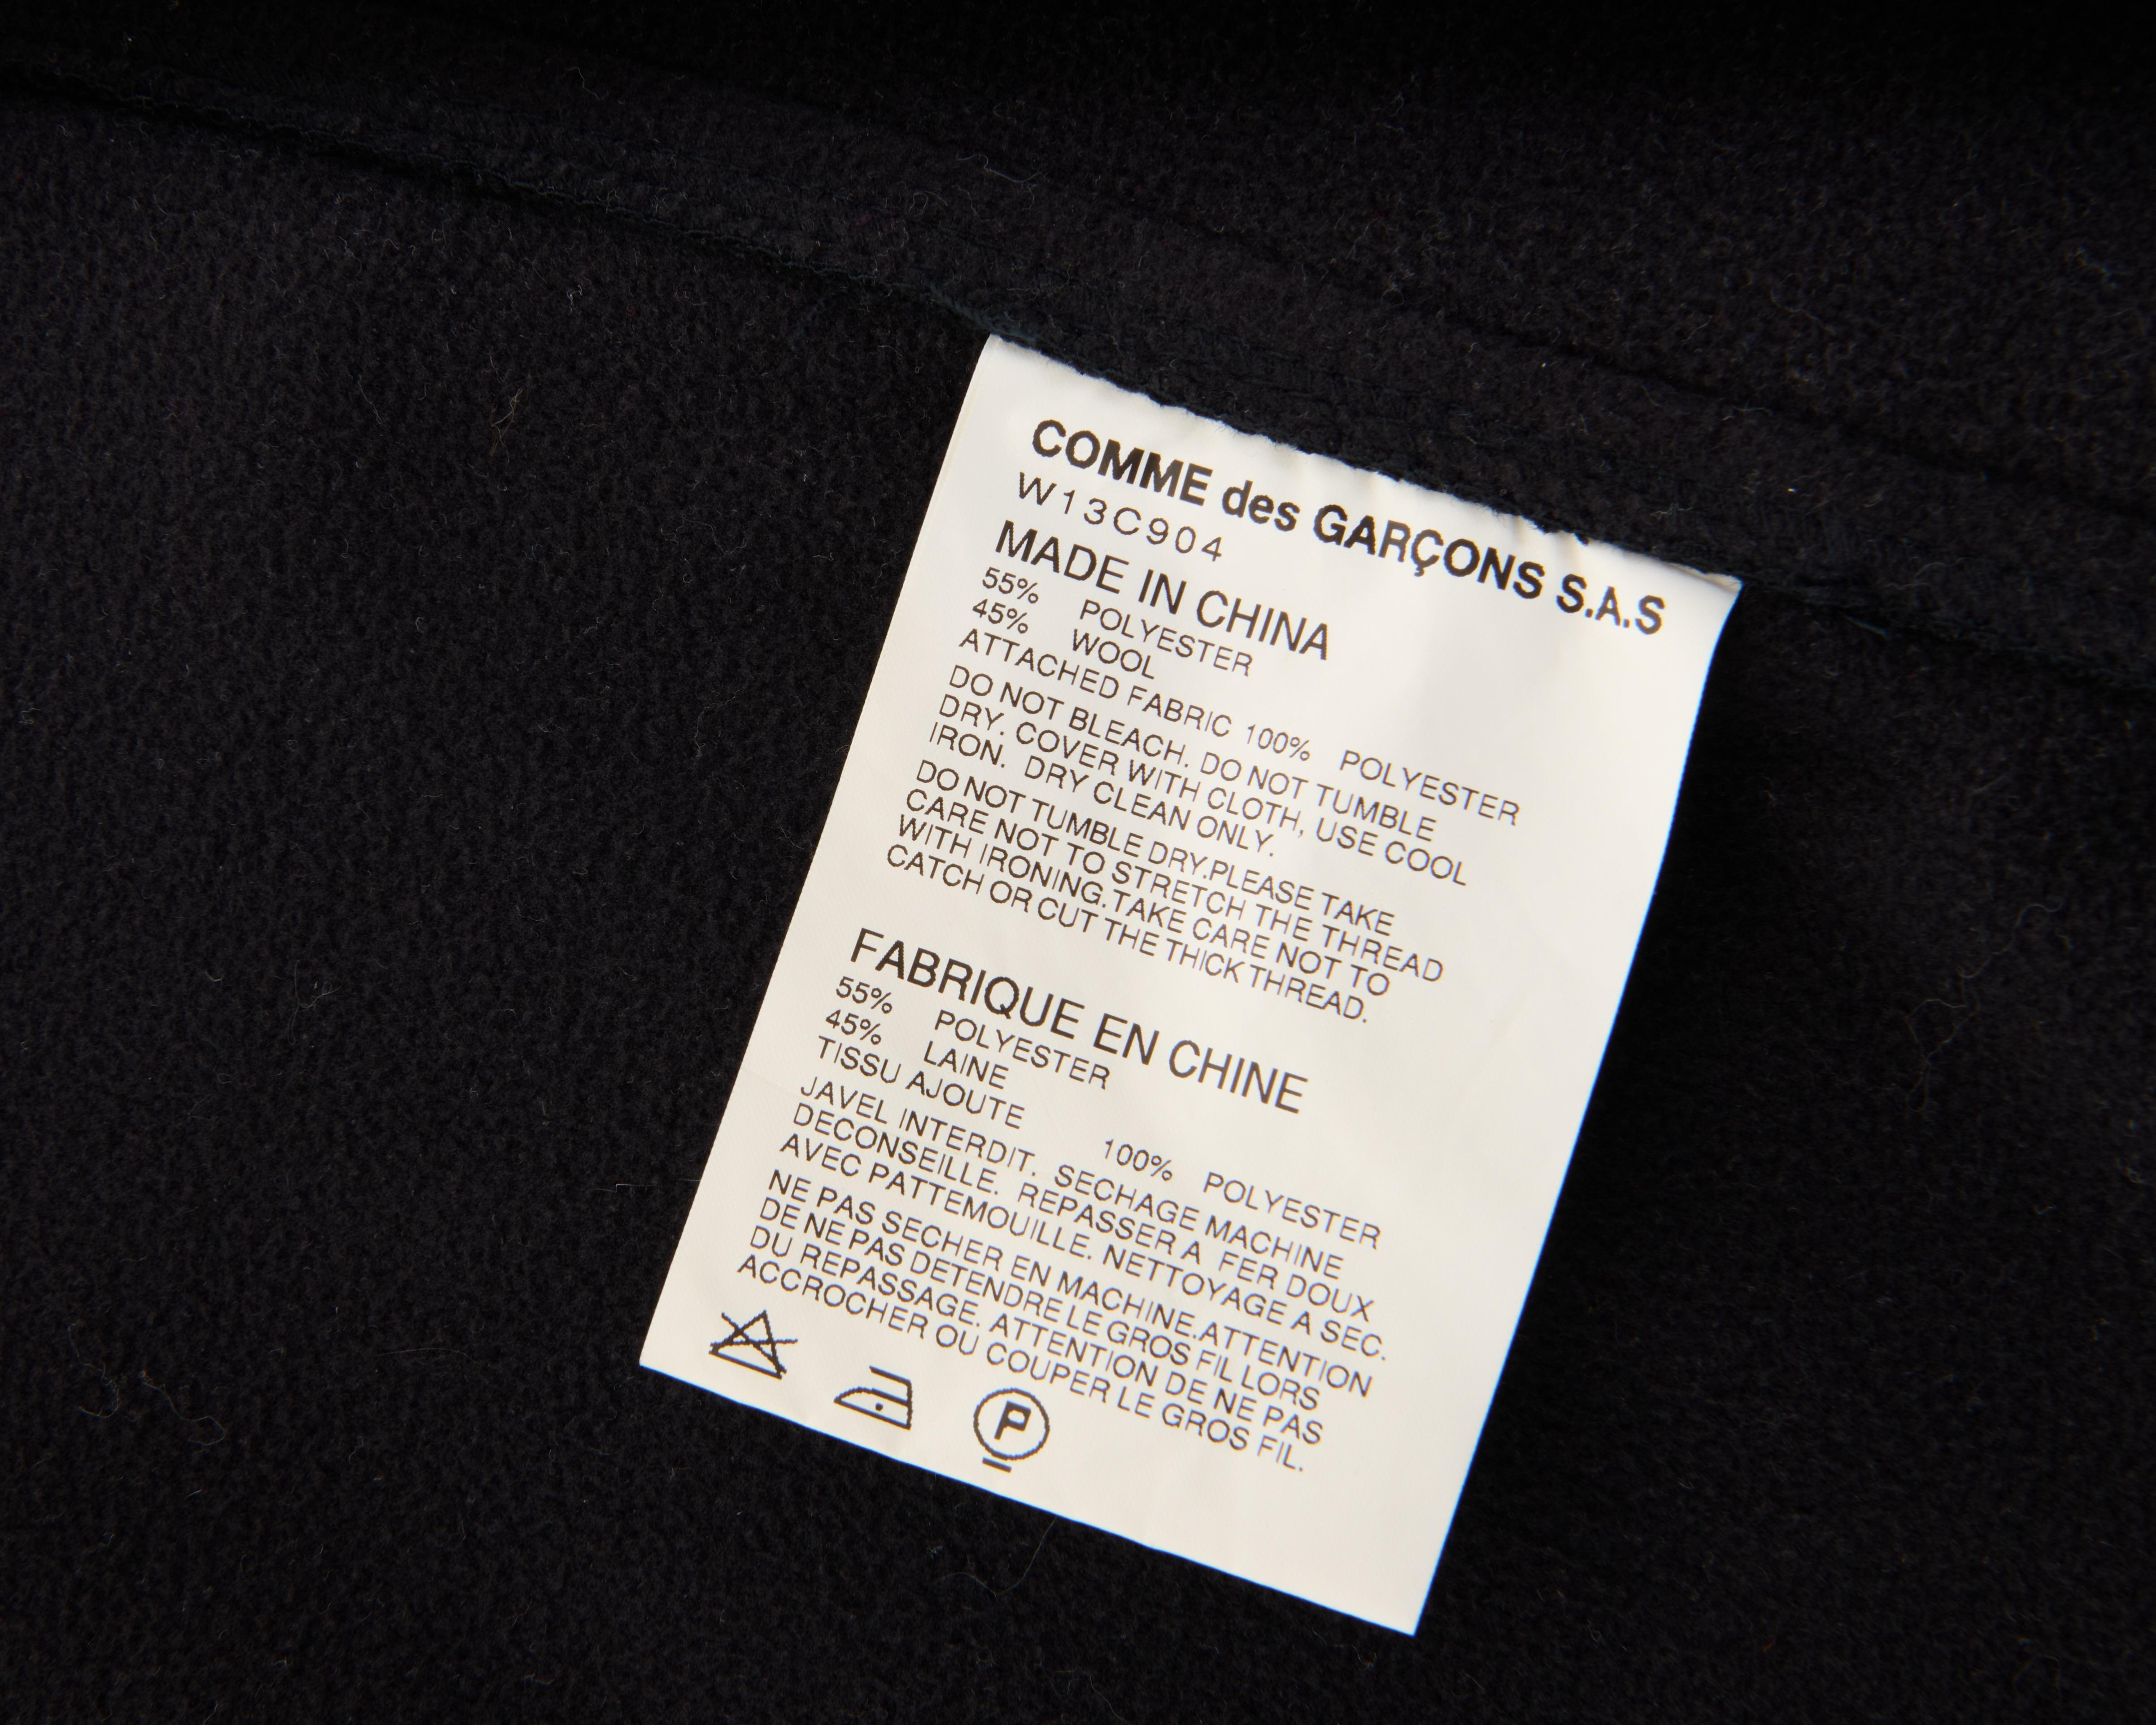 COMME des GARÇONS S.A.S
W13C904
MADE IN CHINA
55% POLYESTER
45% WOOL
ATTACHED FABRIC 100% POLYESTER
DO NOT BLEACH. DO NOT TUMBLE
DRY. COVER WITH CLOTH, USE COOL
IRON. DRY CLEAN ONLY.
DO NOT TUMBLE DRY.PLEASE TAKE
CARE NOT TO STRETCH THE THREAD
WITH IRONING.TAKE CARE NOT TO
CATCH OR CUT THE THICK THREAD.
FABRIQUE EN CHINE
55% POLYESTER
45% LAINE
TISSU AJOUTE 100% POLYESTER
JAVEL INTERDIT. SECHAGE MACHINE
DECONSEILLE. REPASSER A FER DOUX
AVEC PATTEMOUILLE. NETTOYAGE A SEC.
NE PAS SECHER EN MACHINE.ATTENTION
DE NE PAS DETENDRE LE GROS FIL LORS
DU REPASSAGE. ATTENTION DE NE PAS
ACCROCHER OU COUPER LE GROS FIL.
P